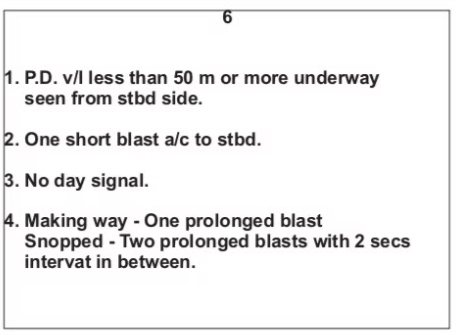 6
1. P.D. v/l less than 50 m or more underway
seen from stbd side.
2. One short blast a/c to stbd.
3. No day signal.
4. Making way - One prolonged blast
Snopped - Two prolonged blasts with 2 secs
intervat in between.